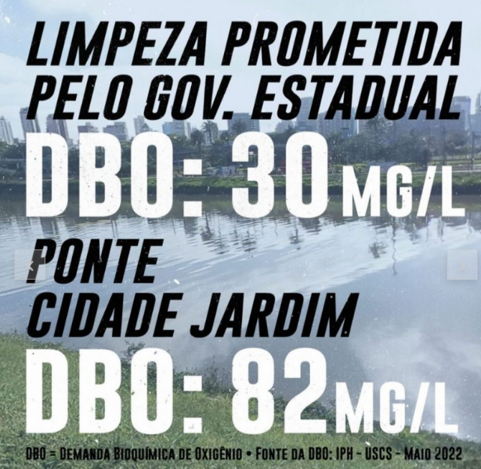 LIMPEZA PROMETIDA
PELO GOV. ESTADUAL
DBO: 30 MG/L
PONTE
CIDADE JARDIM
DBO: 82 MG/L
DBO = DEMANDA BIOQUÍMICA DE OXIGÊNIO • FONTE DA DBO: IPH - USCS - MAIO 2022